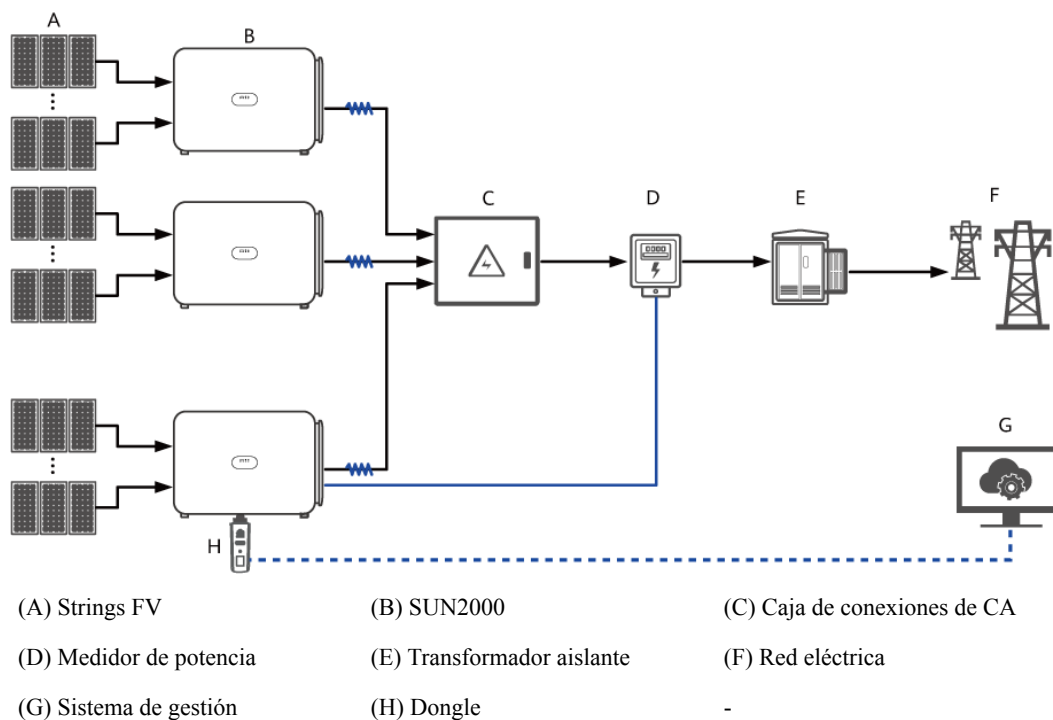 A
B
C
D
E
F
G
H
(A) Strings FV (B) SUN2000 (C) Caja de conexiones de CA
(D) Medidor de potencia (E) Transformador aislante (F) Red eléctrica
(G) Sistema de gestión (H) Dongle -